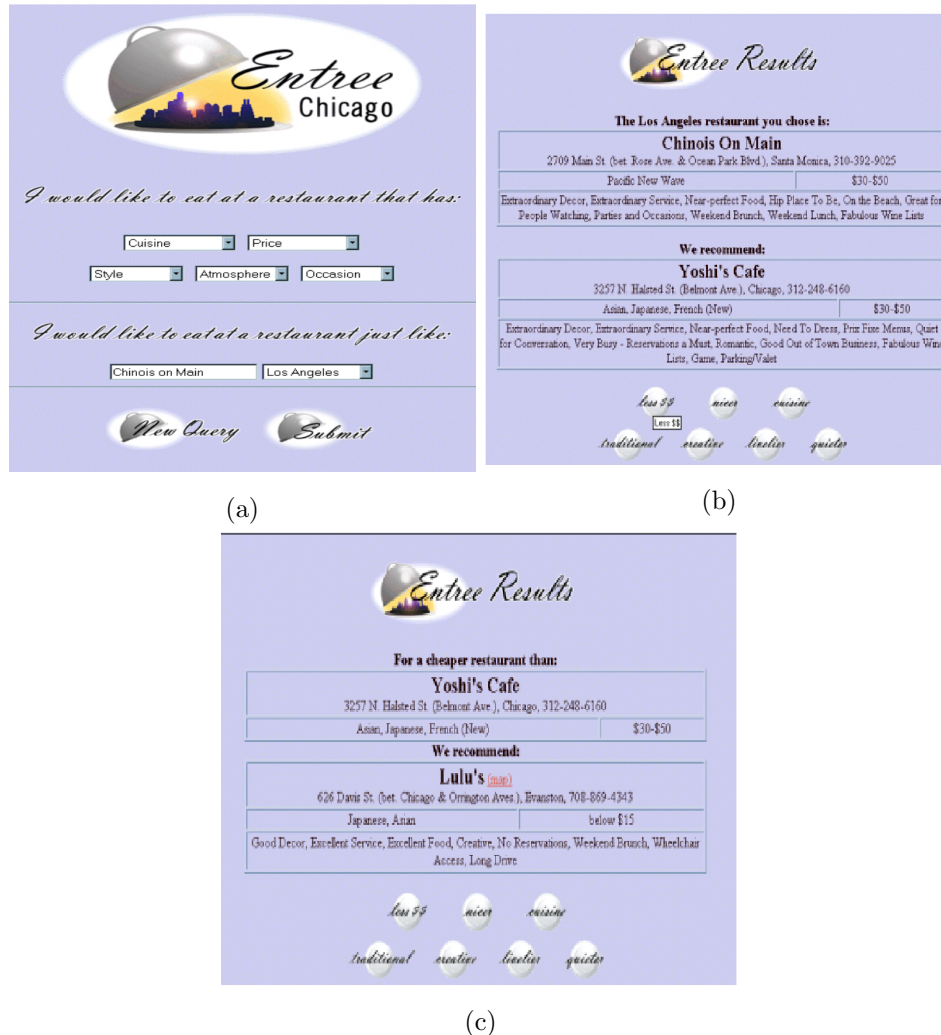 Entree
Chicago
I would like to eat at a restaurant that has:
Cuisine Price
Style Atmosphere Occasion
I would like to eat at a restaurant just like:
Chinois on Main Los Angeles
New Query Submit
(a)
Entree Results
The Los Angeles restaurant you chose is:
Chinois On Main
2709 Main St. (bet. Rose Ave. & Ocean Park Blvd.), Santa Monica, 310-392-9025
Pacific New Wave $30-$50
Extraordinary Decor, Extraordinary Service, Near-perfect Food, Hip Place To Be, On the Beach, Great for
People Watching, Parties and Occasions, Weekend Brunch, Weekend Lunch, Fabulous Wine Lists
We recommend:
Yoshi's Cafe
3257 N. Halsted St. (Belmont Ave.), Chicago, 312-248-6160
Asian, Japanese, French (New) $30-$50
Extraordinary Decor, Extraordinary Service, Near-perfect Food, Need To Dress, Prix Fixe Menus, Quiet
for Conversation, Very Busy - Reservations a Must, Romantic, Good Out of Town Business, Fabulous Wine
Lists, Game, Parking/Valet
less $$ nicer cuisine
Less $$
traditional creative livelier quieter
(b)
Entree Results
For a cheaper restaurant than:
Yoshi's Cafe
3257 N. Halsted St. (Belmont Ave.), Chicago, 312-248-6160
Asian, Japanese, French (New) $30-$50
We recommend:
Lulu's (map)
626 Davis St. (bet. Chicago & Orrington Aves.), Evanston, 708-869-4343
Japanese, Asian below $15
Good Decor, Excellent Service, Excellent Food, Creative, No Reservations, Weekend Brunch, Wheelchair
Access, Long Drive
less $$ nicer cuisine
traditional creative livelier quieter
(c)